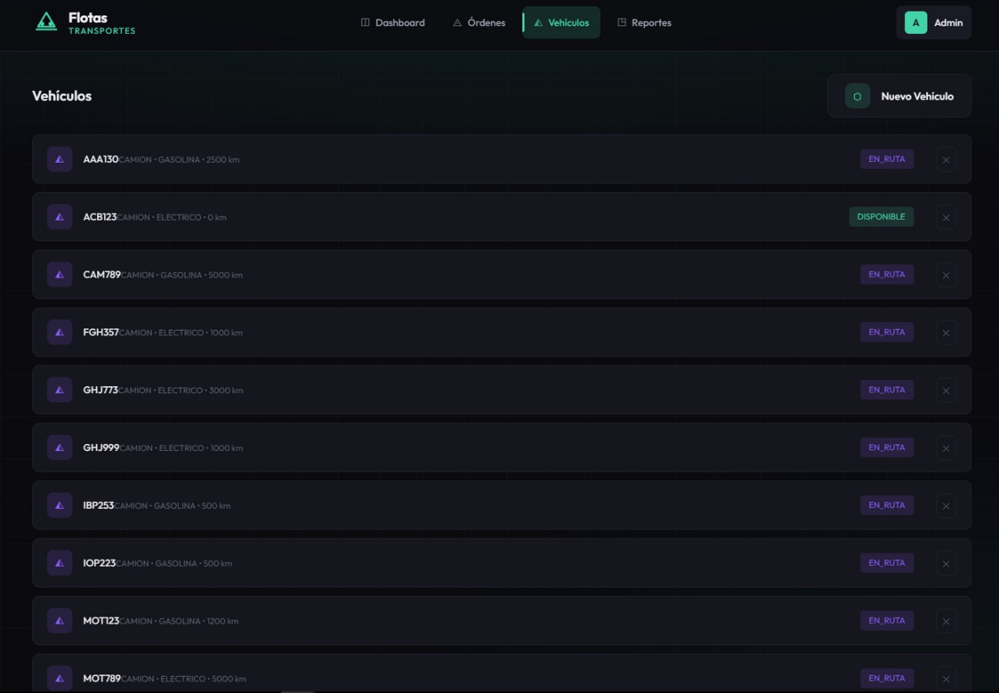 Flotas
TRANSPORTES
Dashboard
Órdenes
Vehículos
Reportes
A
Admin
Vehículos
Nuevo Vehículo
AAA130CAMION • GASOLINA • 2500 km
EN_RUTA
ACB123CAMION • ELECTRICO • 0 km
DISPONIBLE
CAM789CAMION • GASOLINA • 5000 km
EN_RUTA
FGH357CAMION • ELECTRICO • 1000 km
EN_RUTA
GHJ773CAMION • ELECTRICO • 3000 km
EN_RUTA
GHJ999CAMION • ELECTRICO • 1000 km
EN_RUTA
IBP253CAMION • GASOLINA • 500 km
EN_RUTA
IOP223CAMION • GASOLINA • 500 km
EN_RUTA
MOT123CAMION • GASOLINA • 1200 km
EN_RUTA
MOT789CAMION • ELECTRICO • 5000 km
EN_RUTA